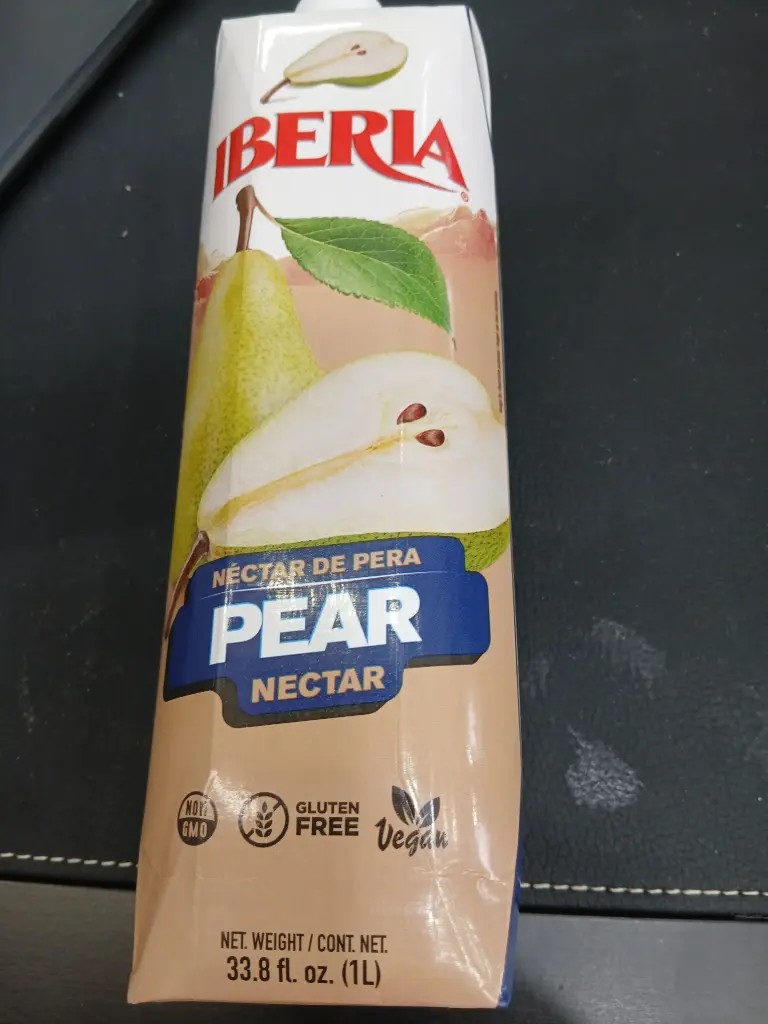 IBERIA
NÉCTAR DE PERA
PEAR
NECTAR
NON
GMO
GLUTEN
FREE
Vegan
NET. WEIGHT / CONT. NET.
33.8 fl. oz. (1L)